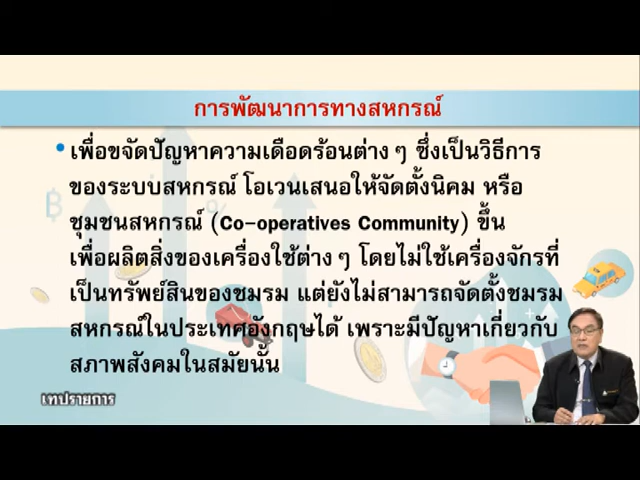 การพัฒนาการทางสหกรณ์
• เพื่อขจัดปัญหาความเดือดร้อนต่าง ๆ ซึ่งเป็นวิธีการ
ของระบบสหกรณ์ โอเวนเสนอให้จัดตั้งนิคม หรือ
ชุมชนสหกรณ์ (Co-operatives Community) ขึ้น
เพื่อผลิตสิ่งของเครื่องใช้ต่าง ๆ โดยไม่ใช้เครื่องจักรที่
เป็นทรัพย์สินของชมรม แต่ยังไม่สามารถจัดตั้งชมรม
สหกรณ์ในประเทศอังกฤษได้ เพราะมีปัญหาเกี่ยวกับ
สภาพสังคมในสมัยนั้น
เทปรายการ